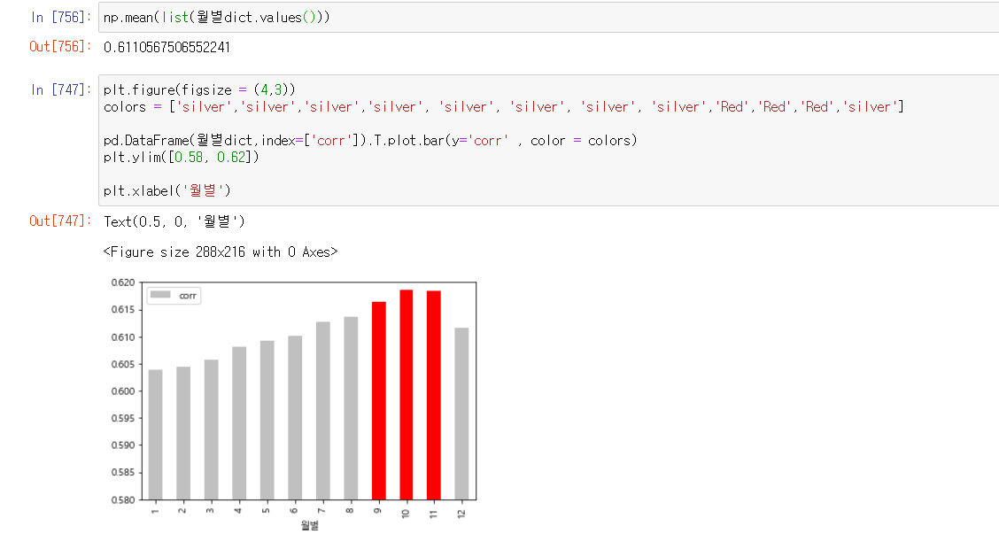 In [756]: np.mean(list(월별dict.values()))
Out[756]: 0.6110567506552241
In [747]: plt.figure(figsize = (4,3))
colors = ['silver','silver','silver','silver', 'silver', 'silver', 'silver', 'silver','Red','Red','Red','silver']
pd.DataFrame(월별dict,index=['corr']).T.plot.bar(y='corr' , color = colors)
plt.ylim([0.58, 0.62])
plt.xlabel('월별')
Out[747]: Text(0.5, 0, '월별')
<Figure size 288x216 with 0 Axes>
corr
0.620
0.615
0.610
0.605
0.600
0.595
0.590
0.585
0.580
1 2 3 4 5 6 7 8 9 10 11 12
월별